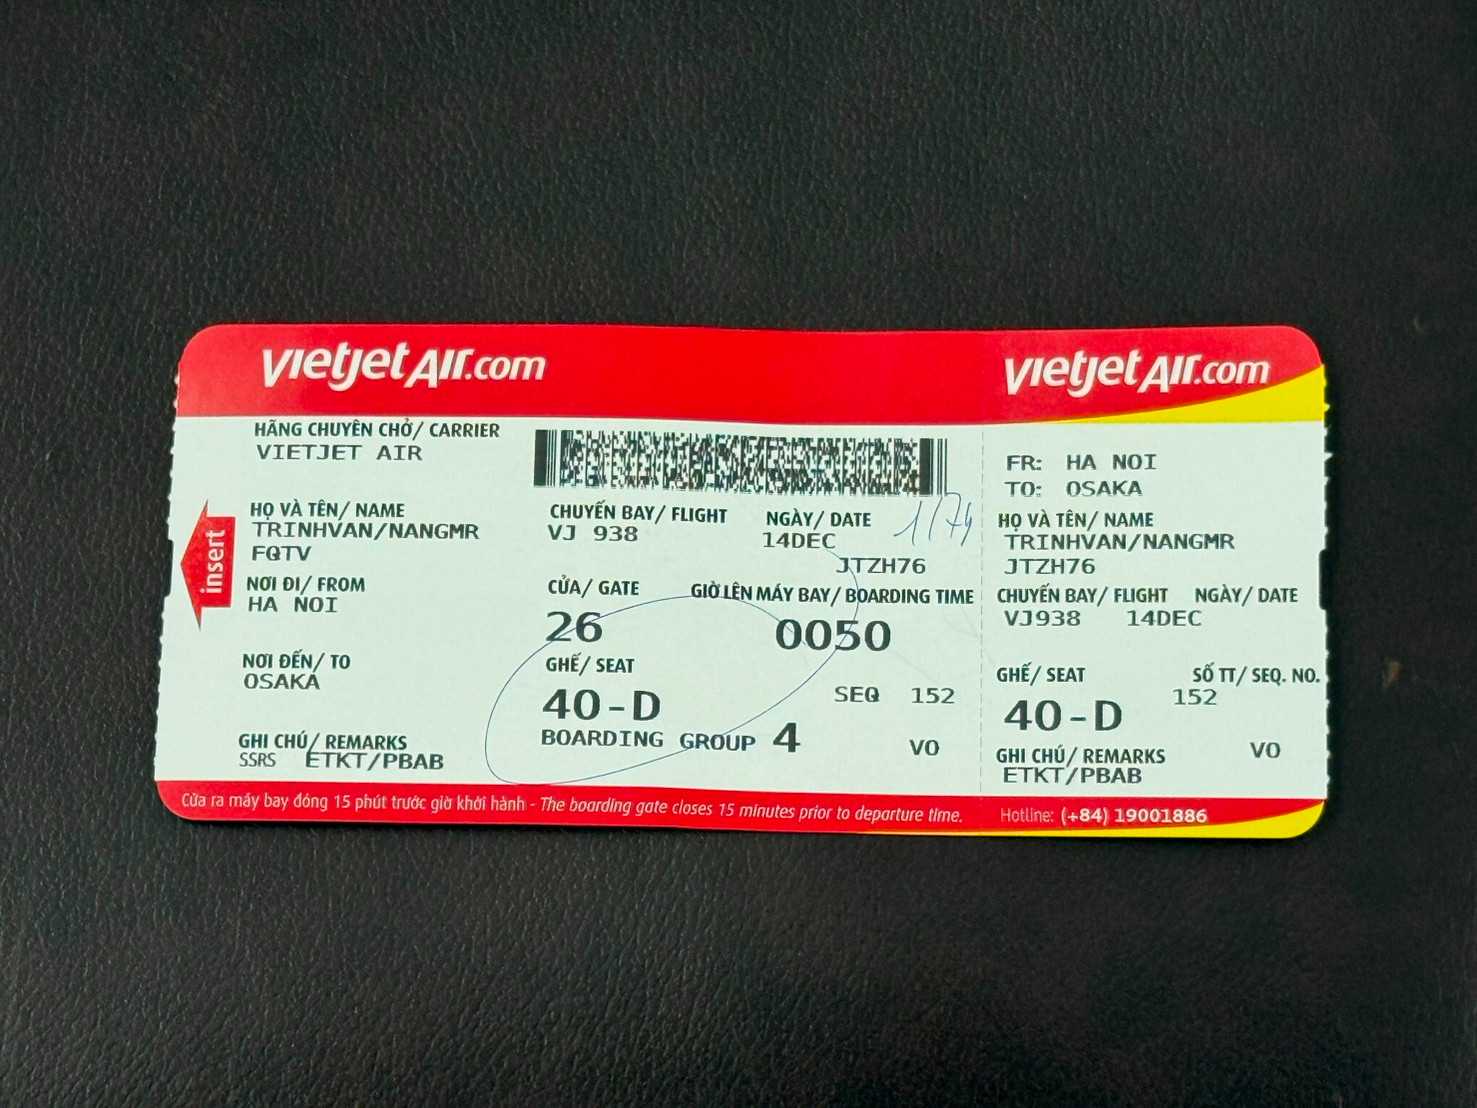 vietjet Air.com
HÃNG CHUYÊN CHỞ/ CARRIER
VIETJET AIR
HỌ VÀ TÊN/ NAME
TRINHVAN/NANGMR
FQTV
CHUYẾN BAY/ FLIGHT
VJ 938
NGÀY/ DATE
14DEC
JTZH76
insert
NƠI ĐI/ FROM
HA NOI
CỬA/ GATE
26
GIỜ LÊN MÁY BAY/ BOARDING TIME
0050
NƠI ĐẾN/ TO
OSAKA
GHẾ/ SEAT
40-D
SEQ 152
BOARDING GROUP 4
VO
GHI CHÚ/ REMARKS
SSRS ETKT/PBAB
Cửa ra máy bay đóng 15 phút trước giờ khởi hành - The boarding gate closes 15 minutes prior to departure time.
vietjet Air.com
FR: HA NOI
TO: OSAKA
HỌ VÀ TÊN/ NAME
TRINHVAN/NANGMR
JTZH76
CHUYẾN BAY/ FLIGHT NGÀY/ DATE
VJ938 14DEC
GHẾ/ SEAT SỐ TT/ SEQ. NO.
40-D 152
GHI CHÚ/ REMARKS VO
ETKT/PBAB
Hotline: (+84) 19001886